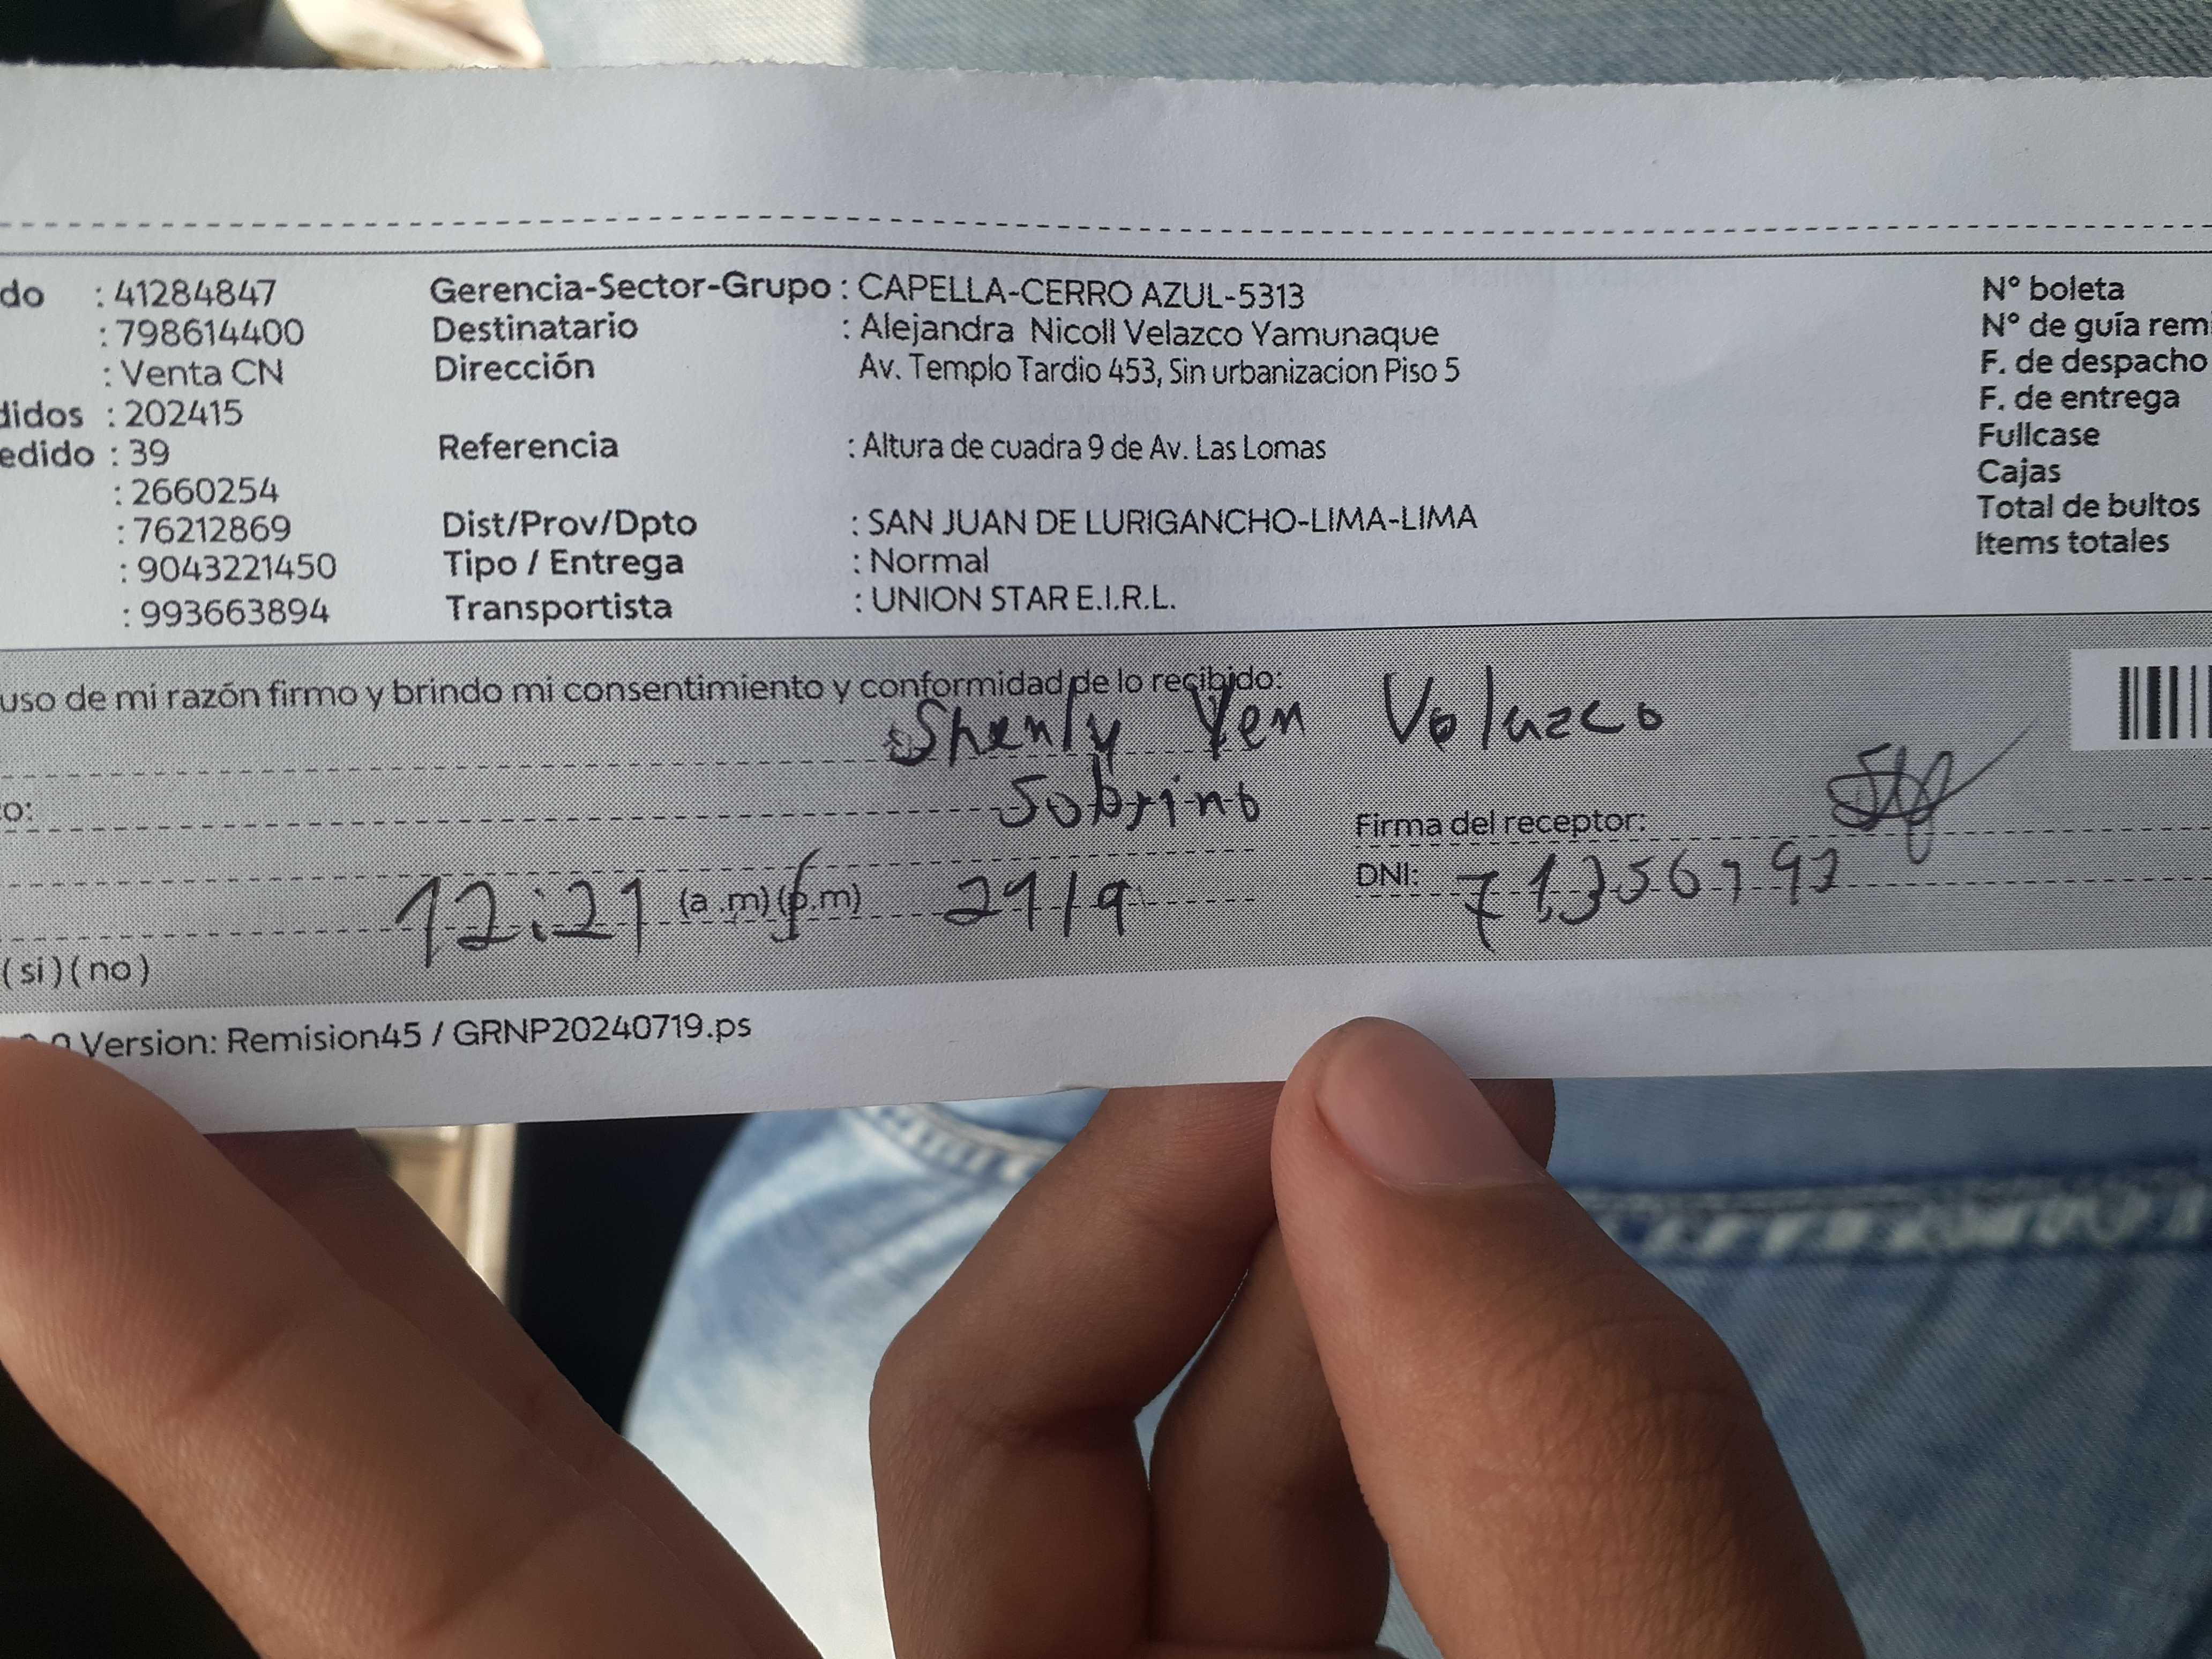 do : 41284847 Gerencia-Sector-Grupo : CAPELLA-CERRO AZUL-5313 N° boleta
: 798614400 Destinatario : Alejandra Nicoll Velazco Yamunaque N° de guía rem
: Venta CN Dirección Av. Templo Tardio 453, Sin urbanizacion Piso 5 F. de despacho
didos : 202415 F. de entrega
edido : 39 Referencia : Altura de cuadra 9 de Av. Las Lomas Fullcase
: 2660254 Cajas
: 76212869 Dist/Prov/Dpto : SAN JUAN DE LURIGANCHO-LIMA-LIMA Total de bultos
: 9043221450 Tipo / Entrega : Normal Items totales
: 993663894 Transportista : UNION STAR E.I.R.L.
uso de mi razón firmo y brindo mi consentimiento y conformidad de lo recibido:
Shenly Yen Velazco
o: Sobrino
Firma del receptor:
12:21 (a.m)(p.m) DNI:
(si)(no)
Version: Remision45 / GRNP20240719.ps